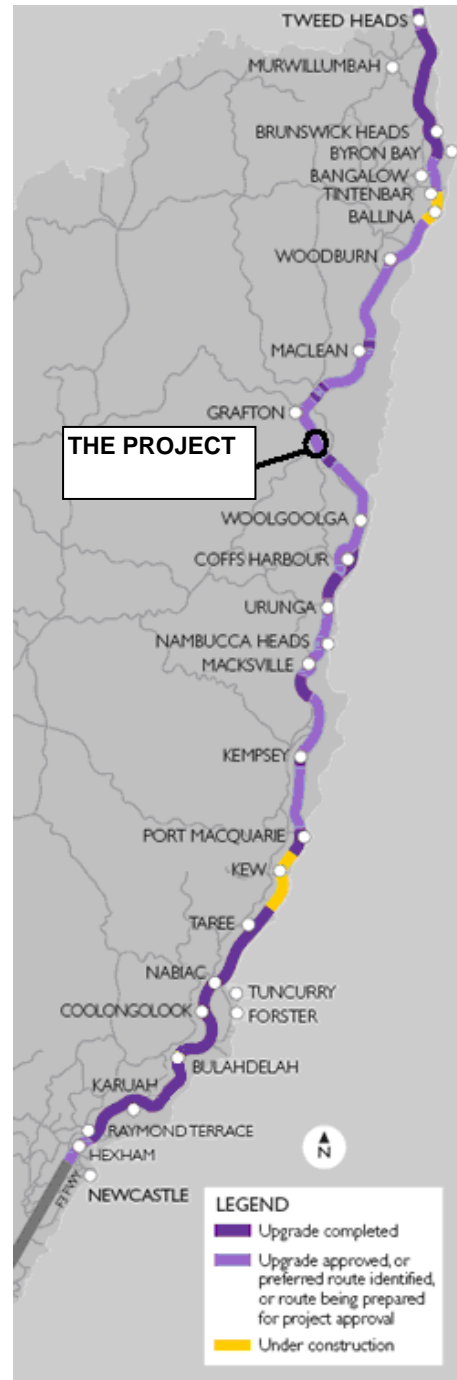 TWEED HEADS
MURWILLUMBAH
BRUNSWICK HEADS
BYRON BAY
BANGALOW
TINTENBAR
BALLINA
WOODBURN
MACLEAN
GRAFTON
THE PROJECT
WOOLGOOLGA
COFFS HARBOUR
URUNGA
NAMBUCCA HEADS
MACKSVILLE
KEMPSEY
PORT MACQUARIE
KEW
TAREE
NABIAC
TUNCURRY
COOLONGOLOOK
FORSTER
BULAHDELAH
KARUAH
RAYMOND TERRACE
HEXHAM
F3 FWY
NEWCASTLE
N
LEGEND
Upgrade completed
Upgrade approved, or
preferred route identified,
or route being prepared
for project approval
Under construction